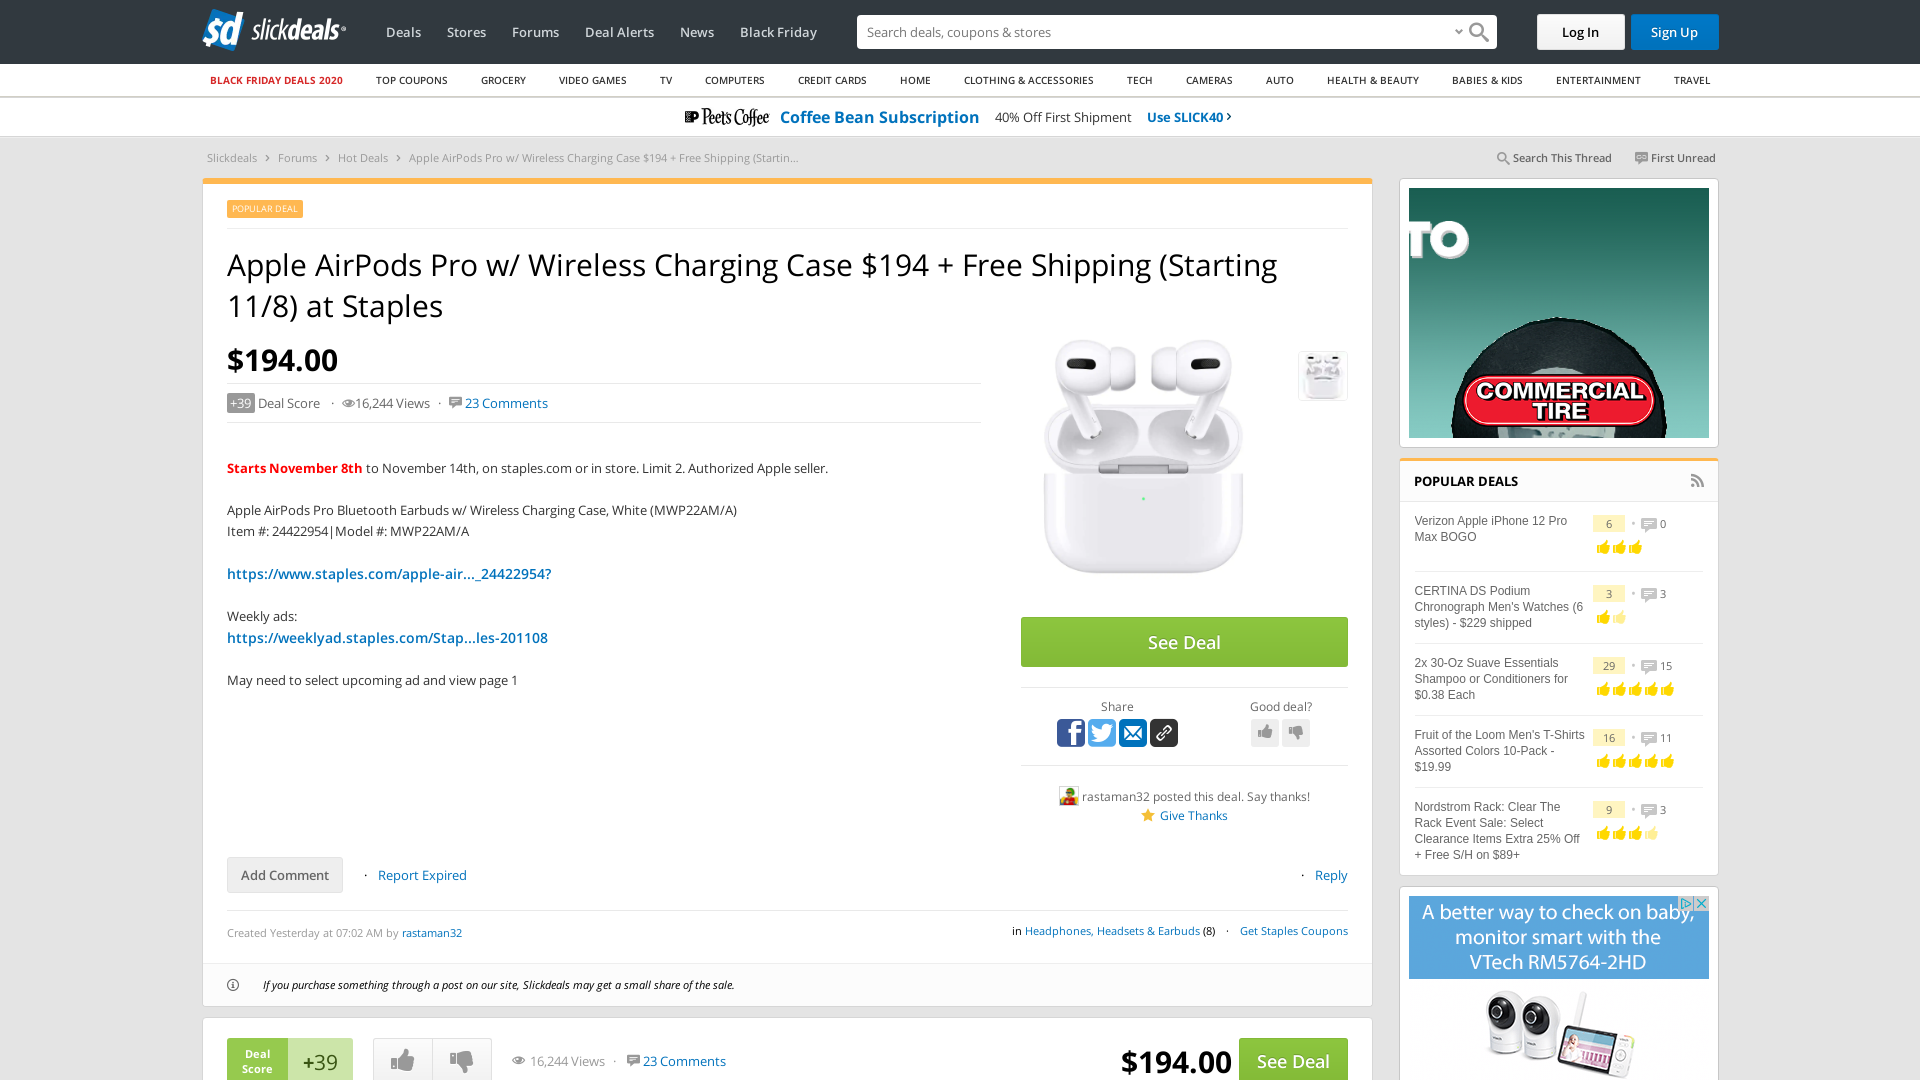 sd slickdeals
Deals
Stores
Forums
Deal Alerts
News
Black Friday
Search deals, coupons & stores
Log In
Sign Up
BLACK FRIDAY DEALS 2020
TOP COUPONS
GROCERY
VIDEO GAMES
TV
COMPUTERS
CREDIT CARDS
HOME
CLOTHING & ACCESSORIES
TECH
CAMERAS
AUTO
HEALTH & BEAUTY
BABIES & KIDS
ENTERTAINMENT
TRAVEL
Peet's Coffee Coffee Bean Subscription 40% Off First Shipment Use SLICK40 ›
Slickdeals › Forums › Hot Deals › Apple AirPods Pro w/ Wireless Charging Case $194 + Free Shipping (Startin...
Search This Thread
First Unread
POPULAR DEAL
Apple AirPods Pro w/ Wireless Charging Case $194 + Free Shipping (Starting
11/8) at Staples
$194.00
+39 Deal Score · 16,244 Views · 23 Comments
Starts November 8th to November 14th, on staples.com or in store. Limit 2. Authorized Apple seller.
Apple AirPods Pro Bluetooth Earbuds w/ Wireless Charging Case, White (MWP22AM/A)
Item #: 24422954|Model #: MWP22AM/A
https://www.staples.com/apple-air..._24422954?
Weekly ads:
https://weeklyad.staples.com/Stap...les-201108
May need to select upcoming ad and view page 1
See Deal
Share
Good deal?
rastaman32 posted this deal. Say thanks!
Give Thanks
Add Comment · Report Expired
· Reply
Created Yesterday at 07:02 AM by rastaman32
in Headphones, Headsets & Earbuds (8) · Get Staples Coupons
If you purchase something through a post on our site, Slickdeals may get a small share of the sale.
Deal
Score
+39
16,244 Views · 23 Comments
$194.00
See Deal
TO
COMMERCIAL
TIRE
POPULAR DEALS
Verizon Apple iPhone 12 Pro
Max BOGO
6 • 0
CERTINA DS Podium
Chronograph Men's Watches (6
styles) - $229 shipped
3 • 3
2x 30-Oz Suave Essentials
Shampoo or Conditioners for
$0.38 Each
29 • 15
Fruit of the Loom Men's T-Shirts
Assorted Colors 10-Pack -
$19.99
16 • 11
Nordstrom Rack: Clear The
Rack Event Sale: Select
Clearance Items Extra 25% Off
+ Free S/H on $89+
9 • 3
A better way to check on baby,
monitor smart with the
VTech RM5764-2HD